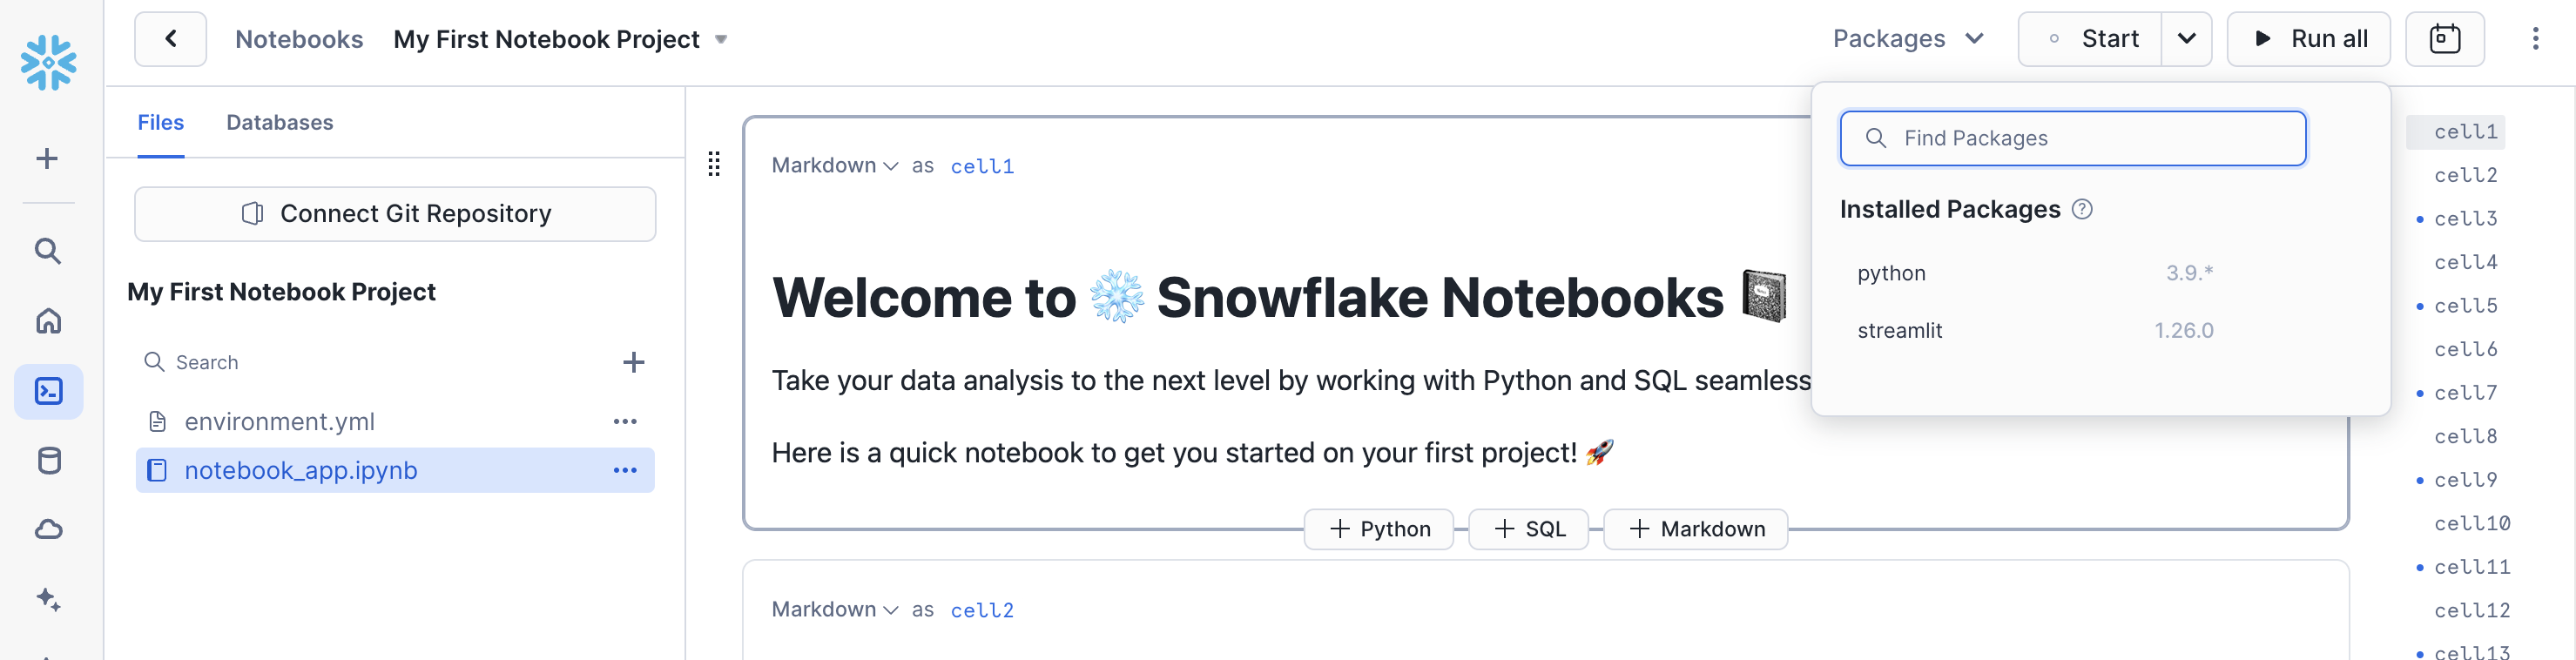 Notebooks My First Notebook Project
Packages
Start
Run all
Files Databases
Connect Git Repository
My First Notebook Project
Search
environment.yml
notebook_app.ipynb
Markdown as cell1
Welcome to ❄️ Snowflake Notebooks 📓
Take your data analysis to the next level by working with Python and SQL seamless
Here is a quick notebook to get you started on your first project! 🚀
+ Python
+ SQL
+ Markdown
Markdown as cell2
Find Packages
Installed Packages
python 3.9.*
streamlit 1.26.0
cell1
cell2
cell3
cell4
cell5
cell6
cell7
cell8
cell9
cell10
cell11
cell12
cell13